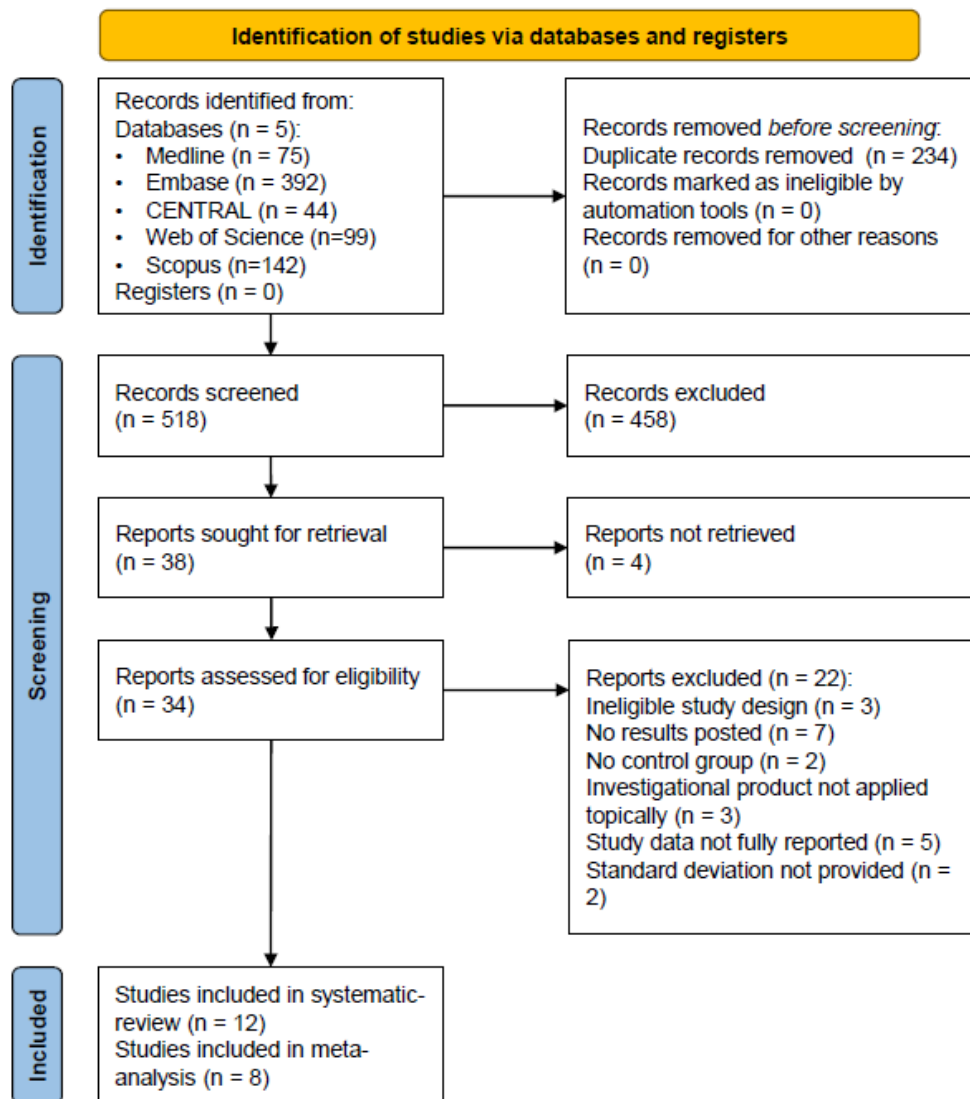 Identification of studies via databases and registers
Identification
Records identified from:
Databases (n = 5):
• Medline (n = 75)
• Embase (n = 392)
• CENTRAL (n = 44)
• Web of Science (n=99)
• Scopus (n=142)
Registers (n = 0)
Records removed before screening:
Duplicate records removed (n = 234)
Records marked as ineligible by
automation tools (n = 0)
Records removed for other reasons
(n = 0)
Screening
Records screened
(n = 518)
Records excluded
(n = 458)
Reports sought for retrieval
(n = 38)
Reports not retrieved
(n = 4)
Reports assessed for eligibility
(n = 34)
Reports excluded (n = 22):
Ineligible study design (n = 3)
No results posted (n = 7)
No control group (n = 2)
Investigational product not applied
topically (n = 3)
Study data not fully reported (n = 5)
Standard deviation not provided (n =
2)
Included
Studies included in systematic-
review (n = 12)
Studies included in meta-
analysis (n = 8)